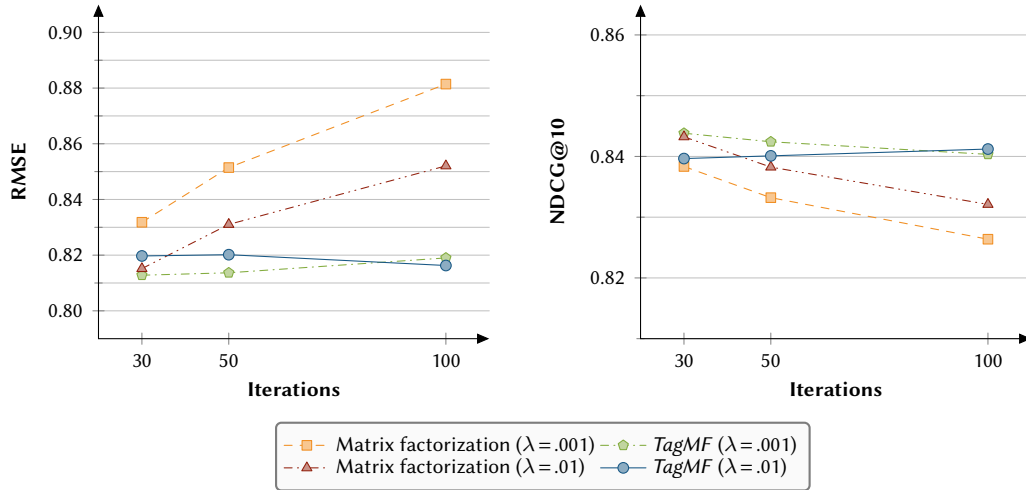 0.90
0.88
0.86
0.84
0.82
0.80
RMSE
30 50 100
Iterations
0.86
0.84
0.82
NDCG@10
30 50 100
Iterations
Matrix factorization (λ = .001) TagMF (λ = .001)
Matrix factorization (λ = .01) TagMF (λ = .01)